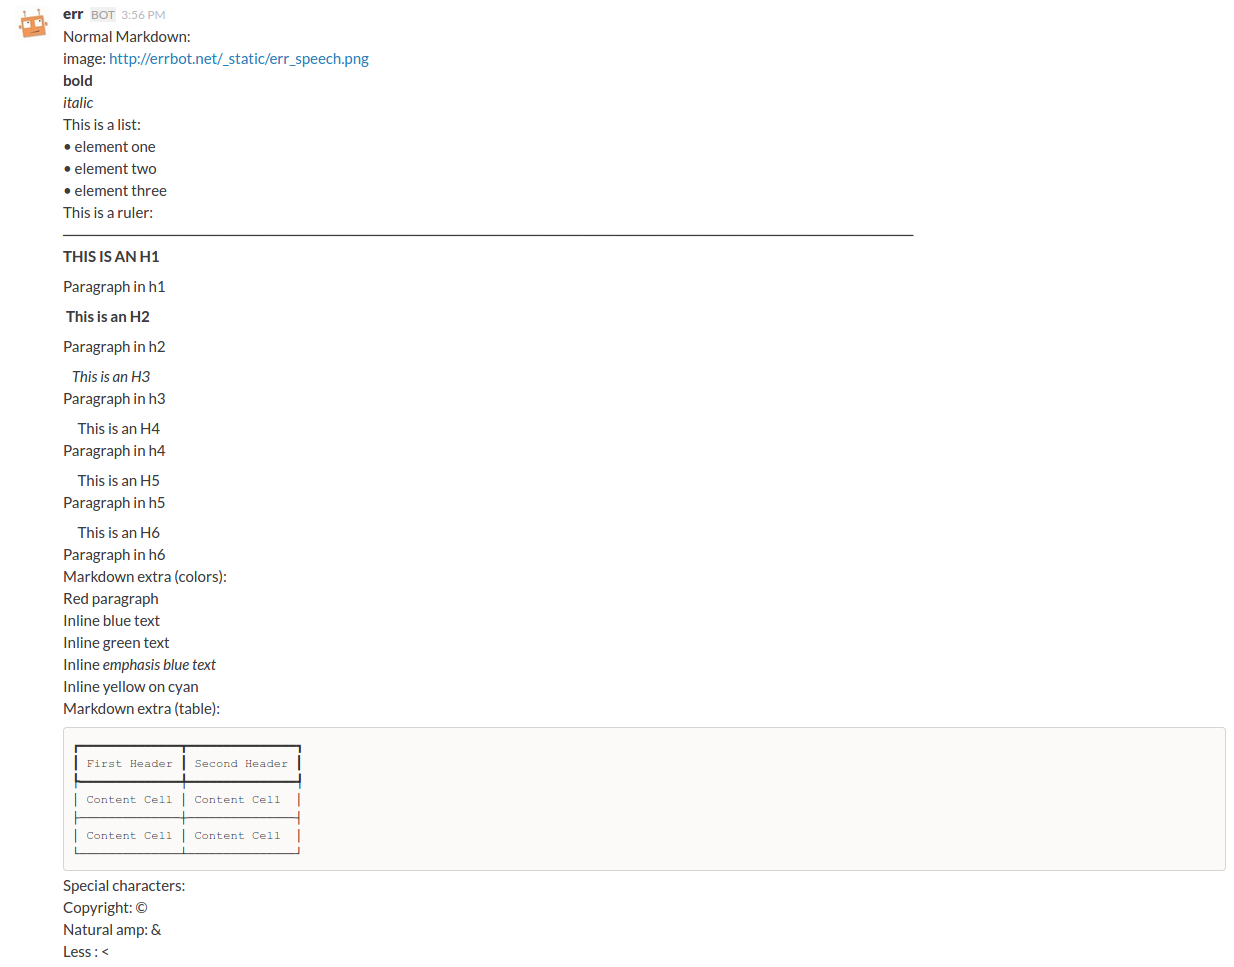 err BOT 3:56 PM
Normal Markdown:
image: http://errbot.net/_static/err_speech.png
bold
italic
This is a list:
• element one
• element two
• element three
This is a ruler:
THIS IS AN H1
Paragraph in h1
This is an H2
Paragraph in h2
This is an H3
Paragraph in h3
This is an H4
Paragraph in h4
This is an H5
Paragraph in h5
This is an H6
Paragraph in h6
Markdown extra (colors):
Red paragraph
Inline blue text
Inline green text
Inline emphasis blue text
Inline yellow on cyan
Markdown extra (table):
First Header Second Header
Content Cell Content Cell
Content Cell Content Cell
Special characters:
Copyright: ©
Natural amp: &
Less : <